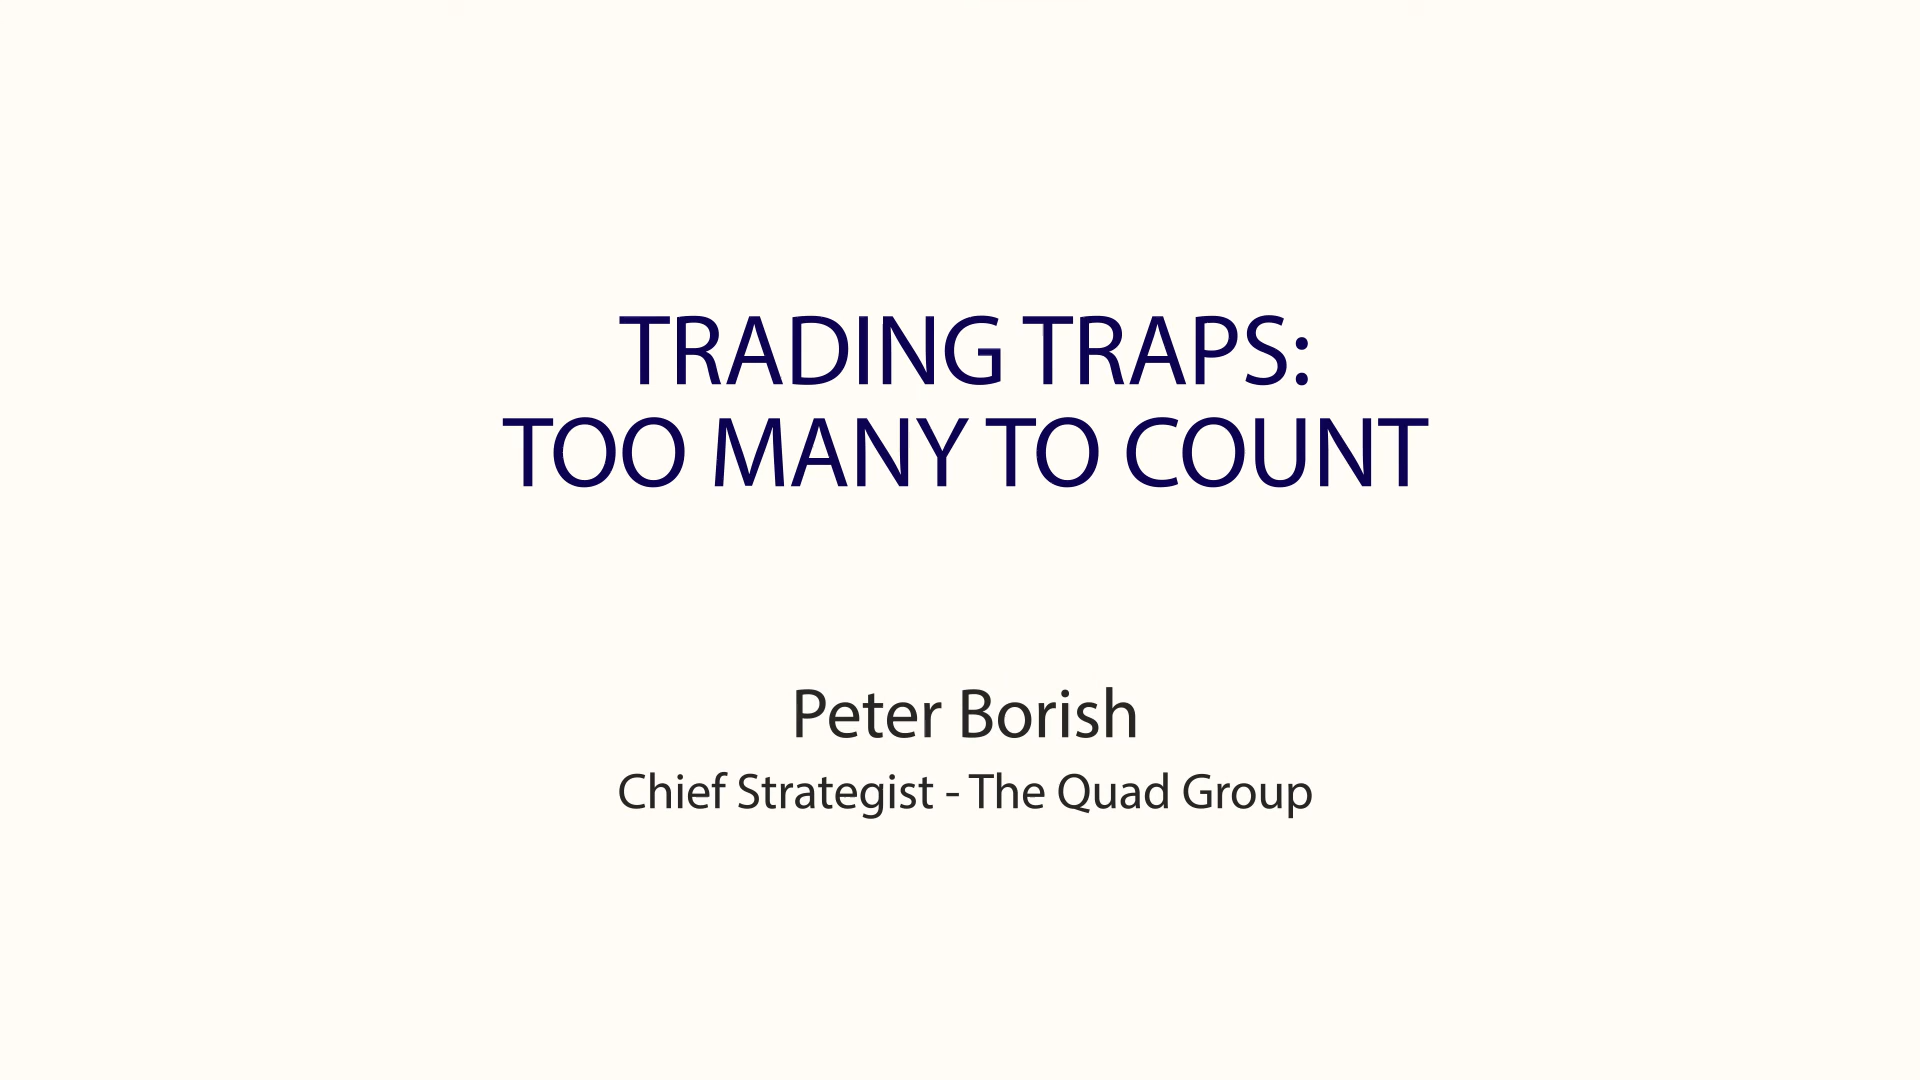 TRADING TRAPS:
TOO MANY TO COUNT
Peter Borish
Chief Strategist - The Quad Group